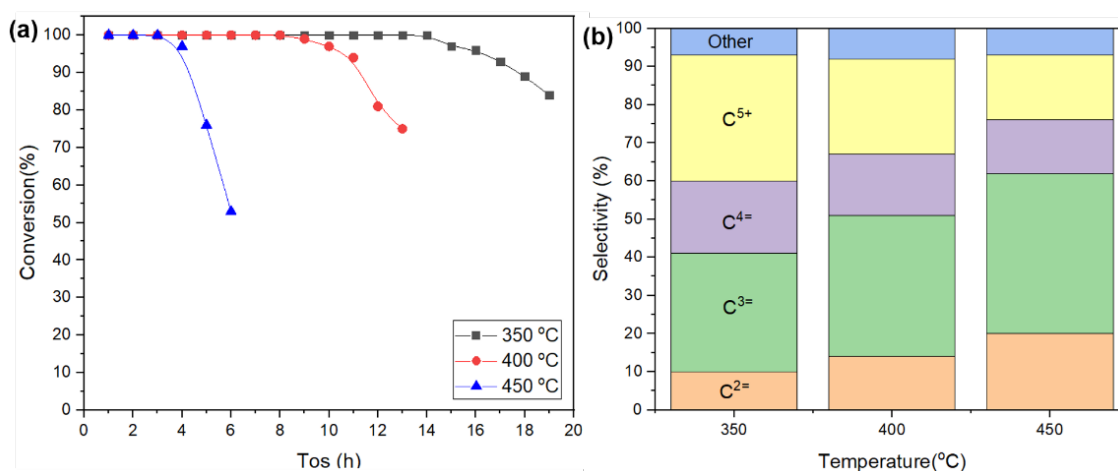 (a)
Conversion(%)
100
90
80
70
60
50
40
30
20
10
0
0 2 4 6 8 10 12 14 16 18 20
Tos (h)
350 ºC
400 ºC
450 ºC
(b)
Selectivity (%)
100
90
80
70
60
50
40
30
20
10
0
Other
C⁵⁺
C⁴⁼
C³⁼
C²⁼
350 400 450
Temperature(ºC)